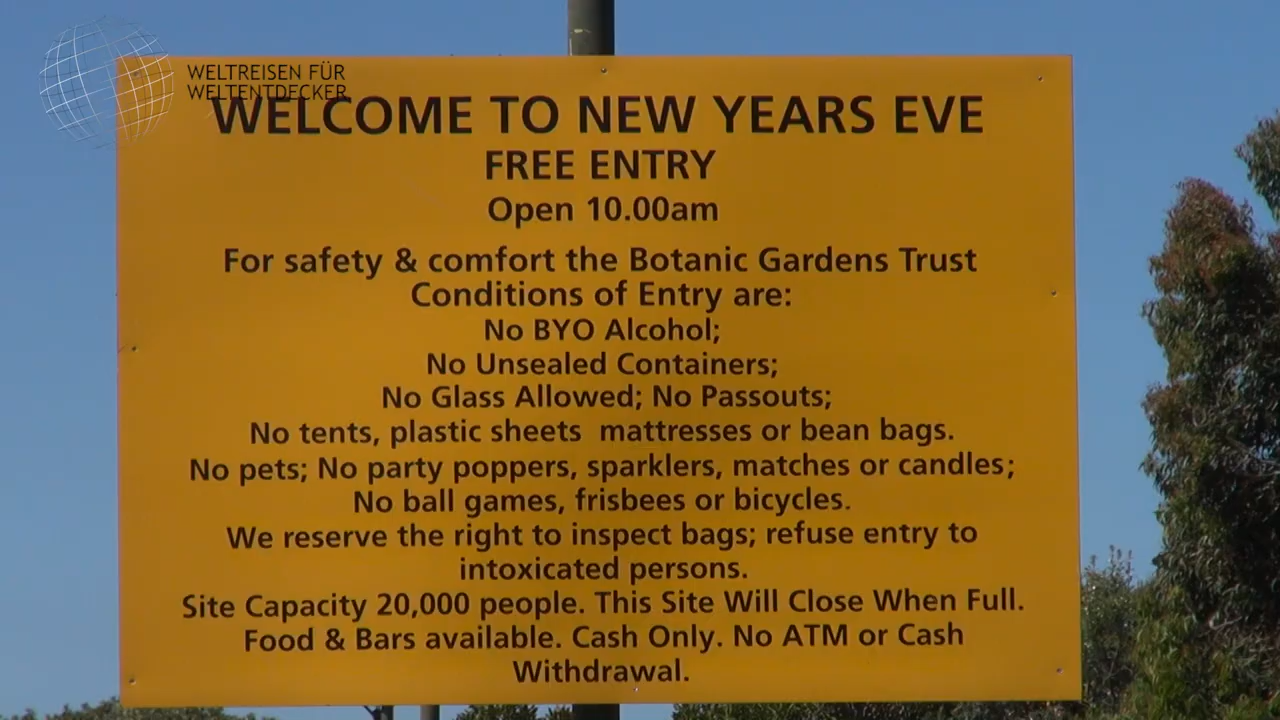 WELTREISEN FÜR
WELTENTDECKER
WELCOME TO NEW YEARS EVE
FREE ENTRY
Open 10.00am
For safety & comfort the Botanic Gardens Trust
Conditions of Entry are:
No BYO Alcohol;
No Unsealed Containers;
No Glass Allowed; No Passouts;
No tents, plastic sheets  mattresses or bean bags.
No pets; No party poppers, sparklers, matches or candles;
No ball games, frisbees or bicycles.
We reserve the right to inspect bags; refuse entry to
intoxicated persons.
Site Capacity 20,000 people. This Site Will Close When Full.
Food & Bars available. Cash Only. No ATM or Cash
Withdrawal.